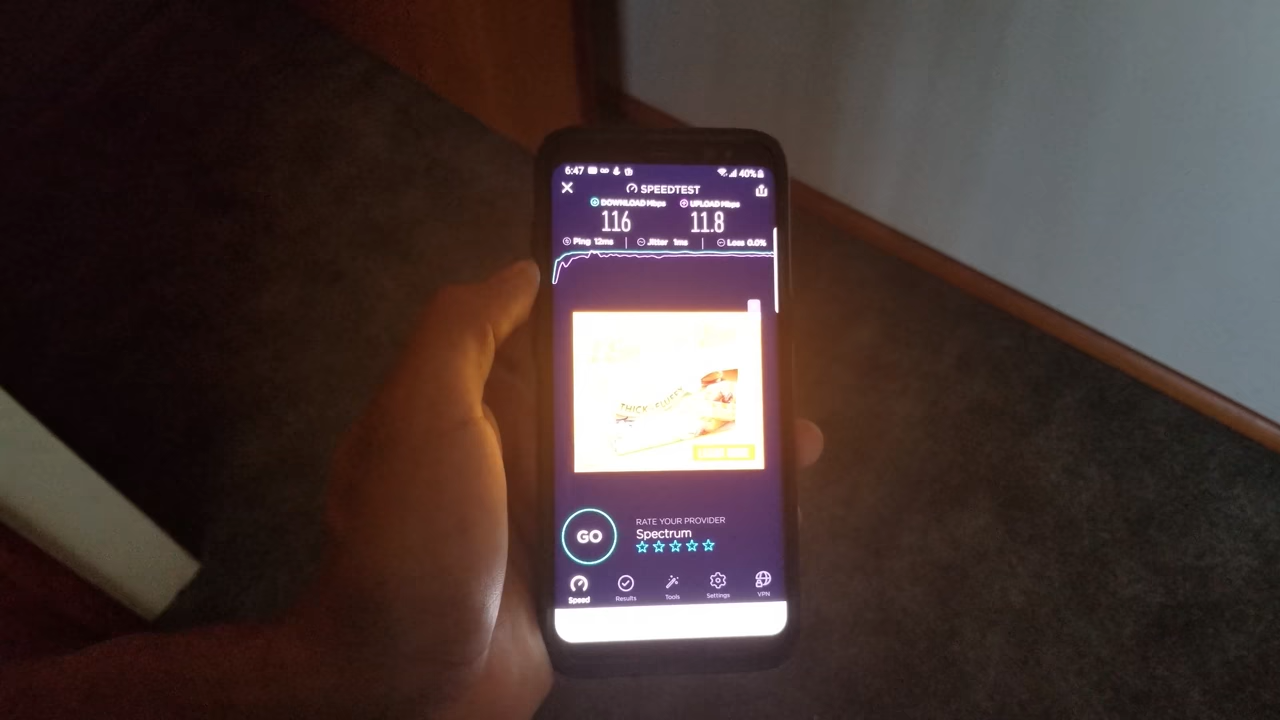 6:47 40%
SPEEDTEST
DOWNLOAD Mbps UPLOAD Mbps
116 11.8
Ping 12ms Jitter 1ms Loss 0.0%
THICK & FLUFFY
GO
RATE YOUR PROVIDER
Spectrum
Speed Results Tools Settings VPN